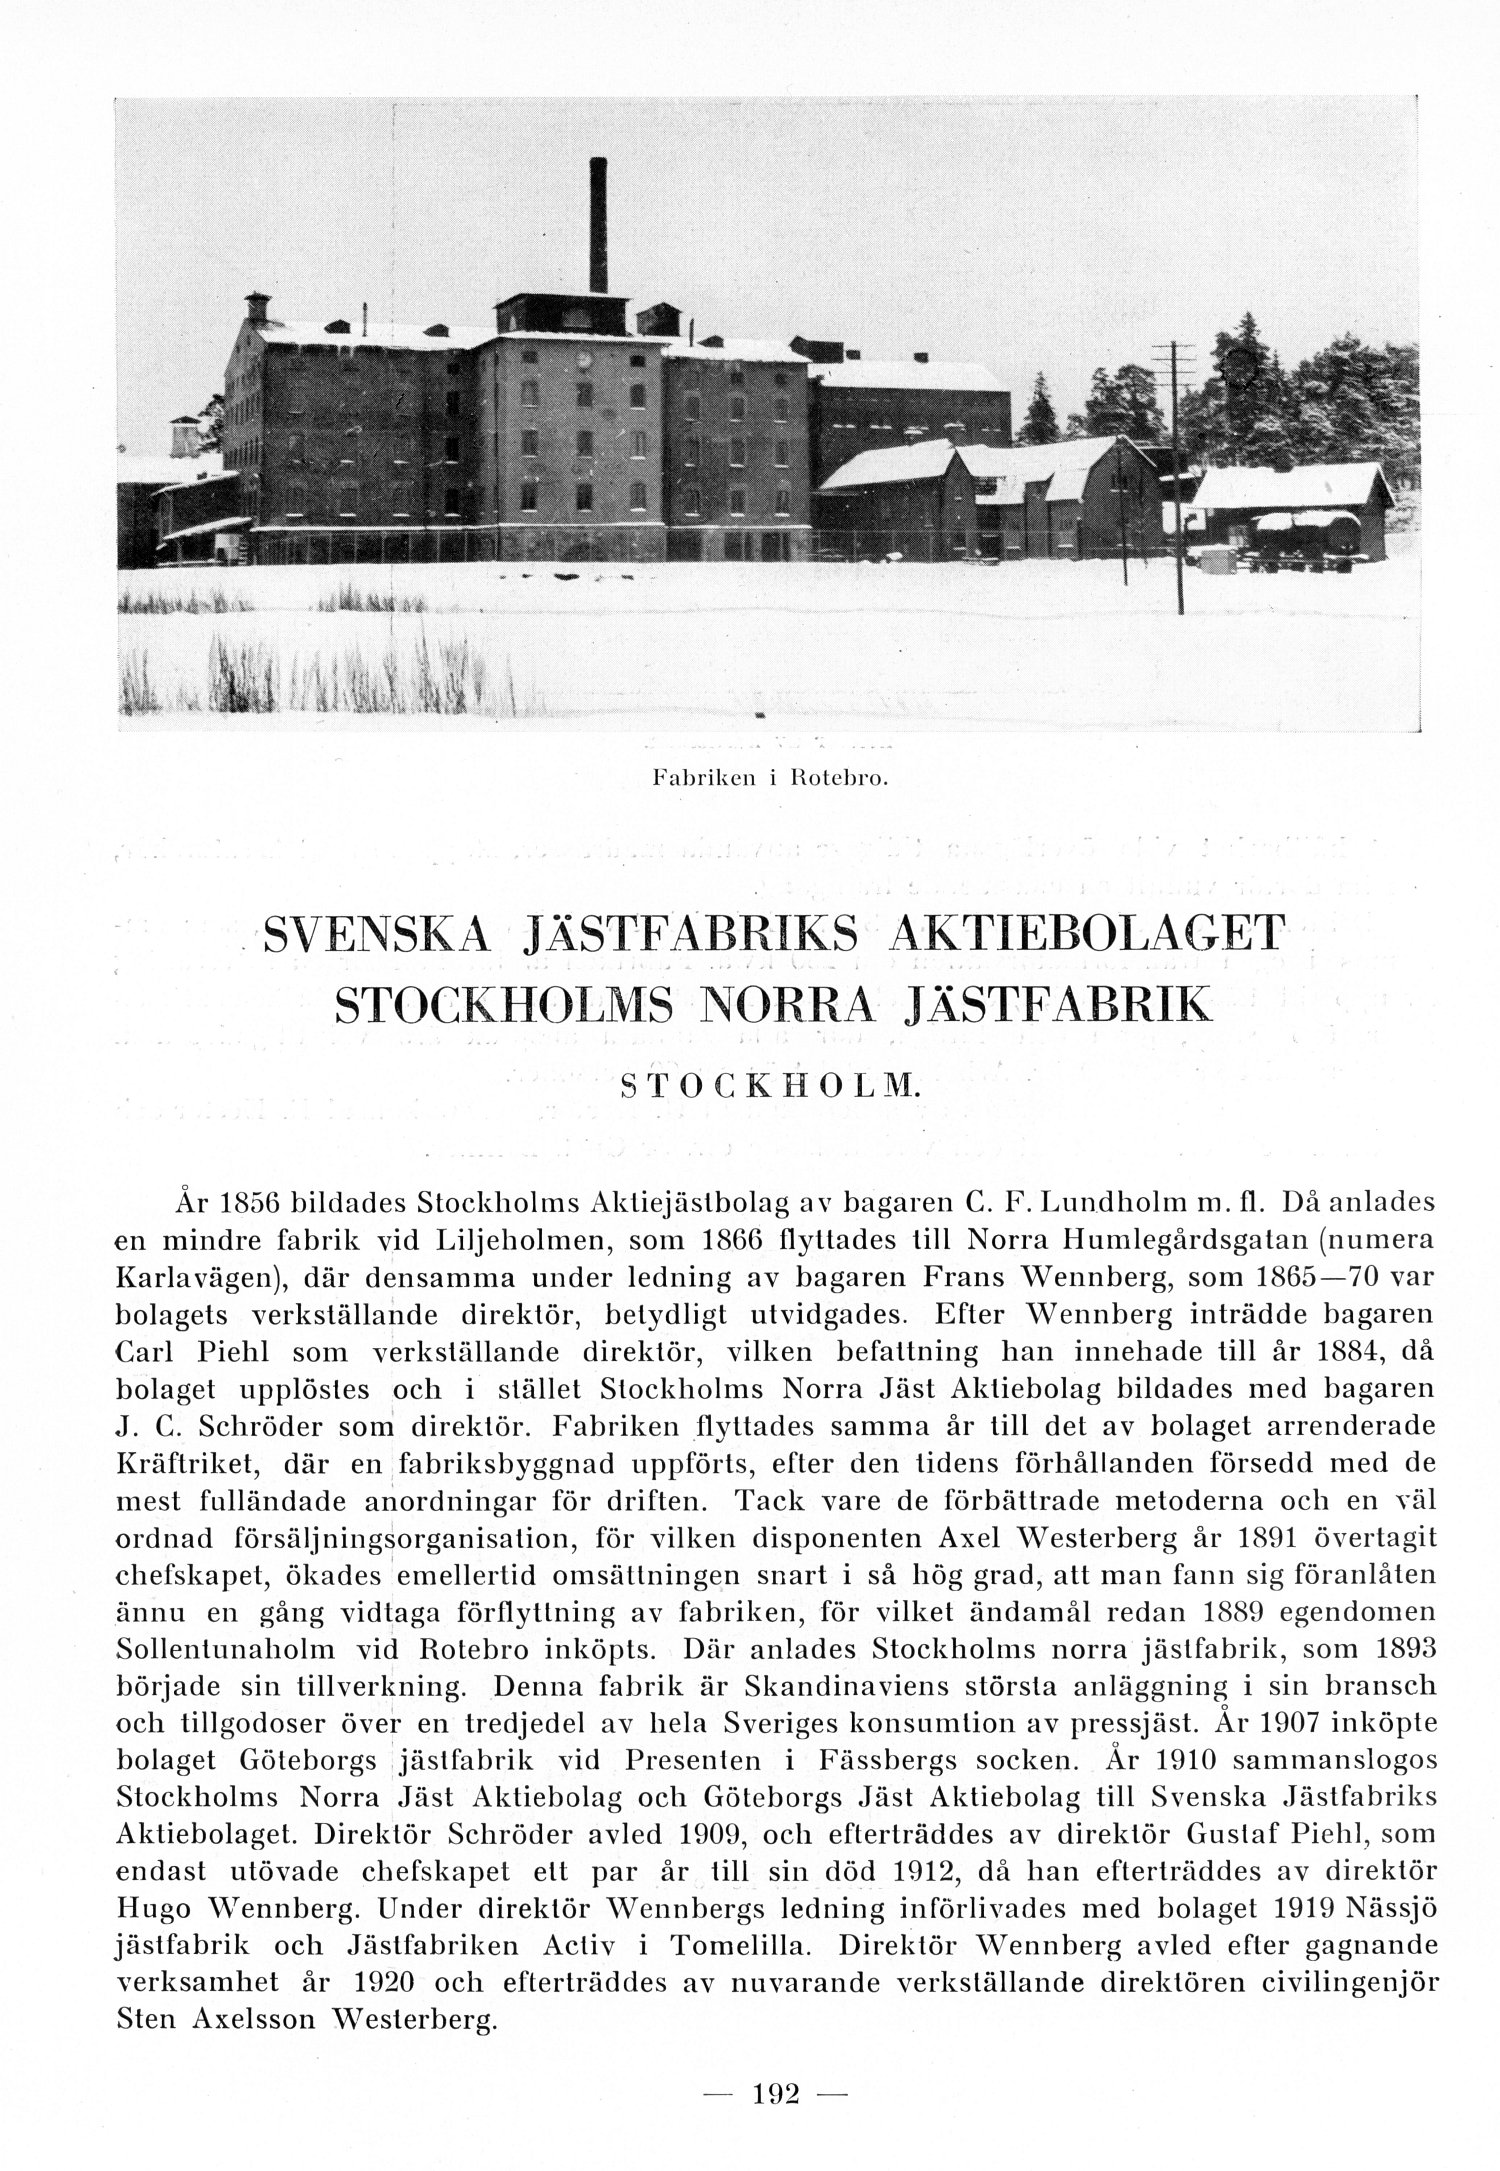 Fabriken i Rotebro.
SVENSKA JÄSTFABRIKS AKTIEBOLAGET
STOCKHOLMS NORRA JÄSTFABRIK
STOCKHOLM.
År 1856 bildades Stockholms Aktiejästbolag av bagaren C. F. Lundholm m. fl. Då anlades
en mindre fabrik vid Liljeholmen, som 1866 flyttades till Norra Humlegårdsgatan (numera
Karlavägen), där densamma under ledning av bagaren Frans Wennberg, som 1865—70 var
bolagets verkställande direktör, betydligt utvidgades. Efter Wennberg inträdde bagaren
Carl Piehl som verkställande direktör, vilken befattning han innehade till år 1884, då
bolaget upplöstes och i stället Stockholms Norra Jäst Aktiebolag bildades med bagaren
J. C. Schröder som direktör. Fabriken flyttades samma år till det av bolaget arrenderade
Kräftriket, där en fabriksbyggnad uppförts, efter den tidens förhållanden försedd med de
mest fulländade anordningar för driften. Tack vare de förbättrade metoderna och en väl
ordnad försäljningsorganisation, för vilken disponenten Axel Westerberg år 1891 övertagit
chefskapet, ökades emellertid omsättningen snart i så hög grad, att man fann sig föranlåten
ännu en gång vidtaga förflyttning av fabriken, för vilket ändamål redan 1889 egendomen
Sollentunaholm vid Rotebro inköpts. Där anlades Stockholms norra jästfabrik, som 1893
började sin tillverkning. Denna fabrik är Skandinaviens största anläggning i sin bransch
och tillgodoser över en tredjedel av hela Sveriges konsumtion av pressjäst. År 1907 inköpte
bolaget Göteborgs jästfabrik vid Presenten i Fässbergs socken. År 1910 sammanslogos
Stockholms Norra Jäst Aktiebolag och Göteborgs Jäst Aktiebolag till Svenska Jästfabriks
Aktiebolaget. Direktör Schröder avled 1909, och efterträddes av direktör Gustaf Piehl, som
endast utövade chefskapet ett par år till sin död 1912, då han efterträddes av direktör
Hugo Wennberg. Under direktör Wennbergs ledning införlivades med bolaget 1919 Nässjö
jästfabrik och Jästfabriken Activ i Tomelilla. Direktör Wennberg avled efter gagnande
verksamhet år 1920 och efterträddes av nuvarande verkställande direktören civilingenjör
Sten Axelsson Westerberg.
— 192 —